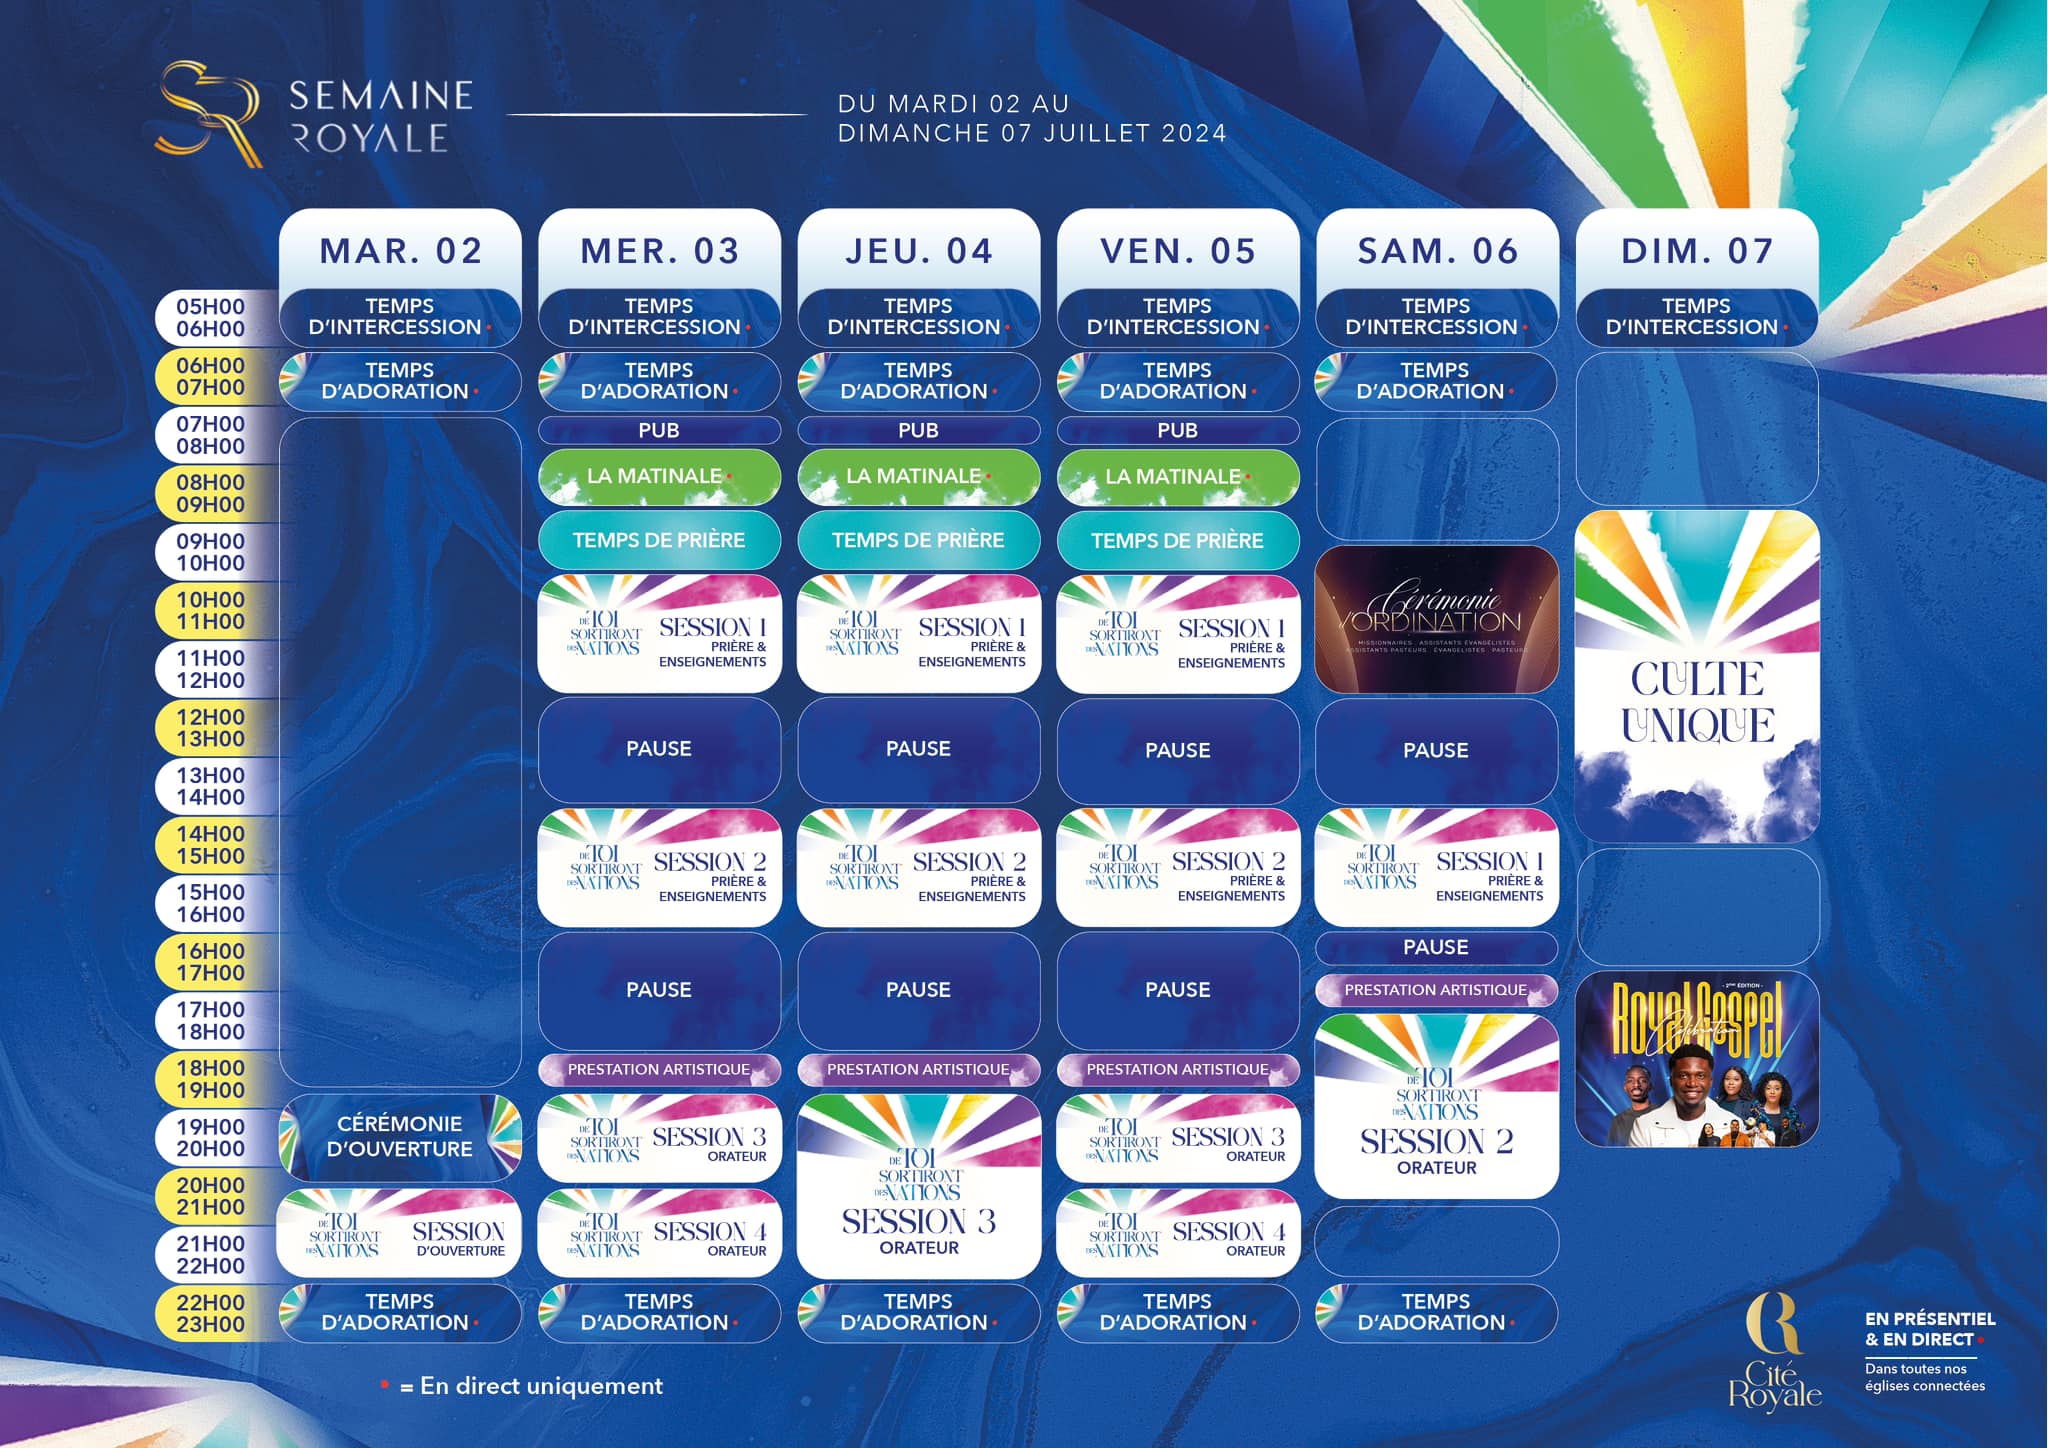 SEMAINE
ROYALE
DU MARDI 02 AU
DIMANCHE 07 JUILLET 2024
MAR. 02
MER. 03
JEU. 04
VEN. 05
SAM. 06
DIM. 07
05H00
06H00
TEMPS
D'INTERCESSION
TEMPS
D'INTERCESSION
TEMPS
D'INTERCESSION
TEMPS
D'INTERCESSION
TEMPS
D'INTERCESSION
TEMPS
D'INTERCESSION
06H00
07H00
TEMPS
D'ADORATION
TEMPS
D'ADORATION
TEMPS
D'ADORATION
TEMPS
D'ADORATION
TEMPS
D'ADORATION
07H00
08H00
PUB
PUB
PUB
08H00
09H00
LA MATINALE
LA MATINALE
LA MATINALE
09H00
10H00
TEMPS DE PRIÈRE
TEMPS DE PRIÈRE
TEMPS DE PRIÈRE
10H00
11H00
DE TOI
SORTIRONT
DES NATIONS
SESSION 1
PRIÈRE &
ENSEIGNEMENTS
DE TOI
SORTIRONT
DES NATIONS
SESSION 1
PRIÈRE &
ENSEIGNEMENTS
DE TOI
SORTIRONT
DES NATIONS
SESSION 1
PRIÈRE &
ENSEIGNEMENTS
Cérémonie
d'ORDINATION
MISSIONNAIRES . ASSISTANTS ÉVANGÉLISTES
ASSISTANTS PASTEURS . ÉVANGÉLISTES . PASTEURS
CULTE
UNIQUE
11H00
12H00
12H00
13H00
PAUSE
PAUSE
PAUSE
PAUSE
13H00
14H00
14H00
15H00
DE TOI
SORTIRONT
DES NATIONS
SESSION 2
PRIÈRE &
ENSEIGNEMENTS
DE TOI
SORTIRONT
DES NATIONS
SESSION 2
PRIÈRE &
ENSEIGNEMENTS
DE TOI
SORTIRONT
DES NATIONS
SESSION 2
PRIÈRE &
ENSEIGNEMENTS
DE TOI
SORTIRONT
DES NATIONS
SESSION 1
PRIÈRE &
ENSEIGNEMENTS
15H00
16H00
16H00
17H00
PAUSE
PAUSE
PAUSE
PAUSE
PRESTATION ARTISTIQUE
- 2ÈME ÉDITION -
Royal Gospel
Célébration
17H00
18H00
18H00
19H00
PRESTATION ARTISTIQUE
PRESTATION ARTISTIQUE
PRESTATION ARTISTIQUE
DE TOI
SORTIRONT
DES NATIONS
SESSION 2
ORATEUR
19H00
20H00
CÉRÉMONIE
D'OUVERTURE
DE TOI
SORTIRONT
DES NATIONS
SESSION 3
ORATEUR
DE TOI
SORTIRONT
DES NATIONS
SESSION 3
ORATEUR
DE TOI
SORTIRONT
DES NATIONS
SESSION 3
ORATEUR
20H00
21H00
DE TOI
SORTIRONT
DES NATIONS
SESSION
D'OUVERTURE
DE TOI
SORTIRONT
DES NATIONS
SESSION 4
ORATEUR
DE TOI
SORTIRONT
DES NATIONS
SESSION 4
ORATEUR
21H00
22H00
22H00
23H00
TEMPS
D'ADORATION
TEMPS
D'ADORATION
TEMPS
D'ADORATION
TEMPS
D'ADORATION
TEMPS
D'ADORATION
• = En direct uniquement
Cité
Royale
EN PRÉSENTIEL
& EN DIRECT
Dans toutes nos
églises connectées